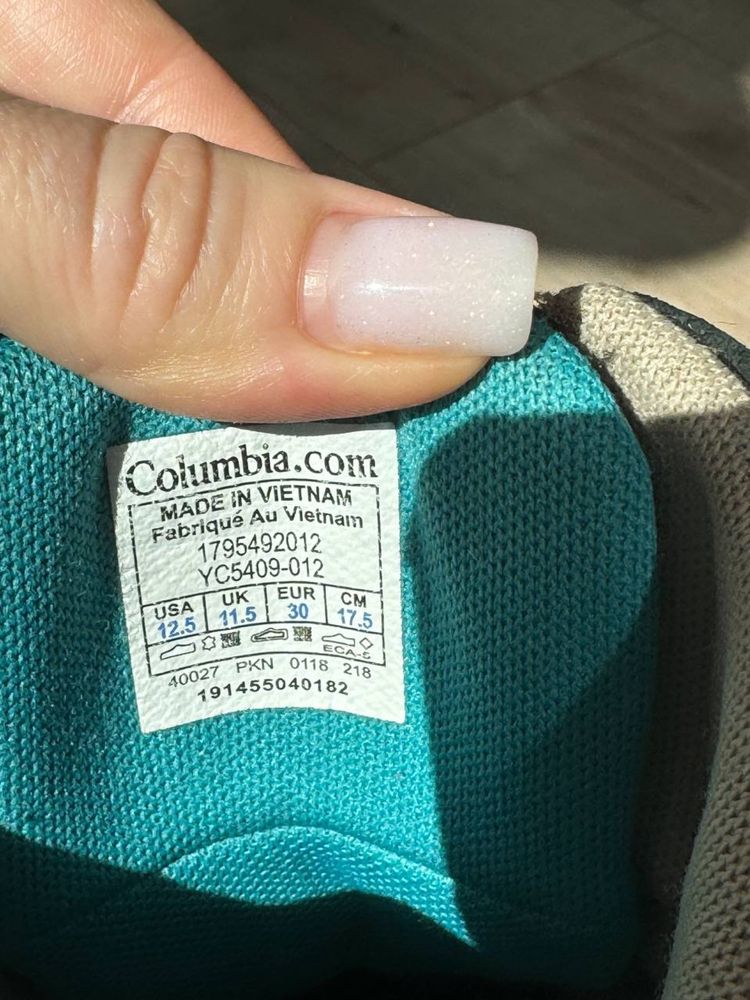 Columbia.com
MADE IN VIETNAM
Fabriqué Au Vietnam
1795492012
YC5409-012
USA UK EUR CM
12.5 11.5 30 17.5
ECA-5
40027 PKN 0118 218
191455040182